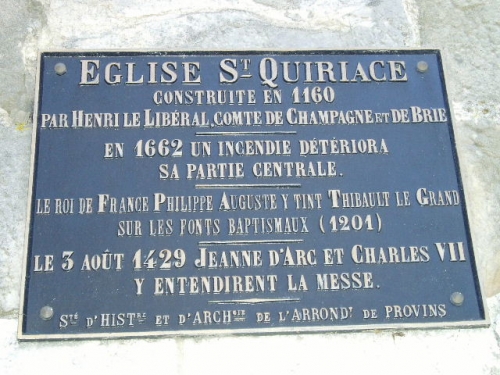 EGLISE ST QUIRIACE
CONSTRUITE EN 1160
PAR HENRI LE LIBÉRAL, COMTE DE CHAMPAGNE ET DE BRIE
EN 1662 UN INCENDIE DÉTÉRIORA
SA PARTIE CENTRALE.
LE ROI DE FRANCE PHILIPPE AUGUSTE Y TINT THIBAULT LE GRAND
SUR LES FONTS BAPTISMAUX (1201)
LE 3 AOÛT 1429 JEANNE D'ARC ET CHARLES VII
Y ENTENDIRENT LA MESSE.
STÉ D'HISTRE ET D'ARCHGIE DE L'ARRONDT DE PROVINS